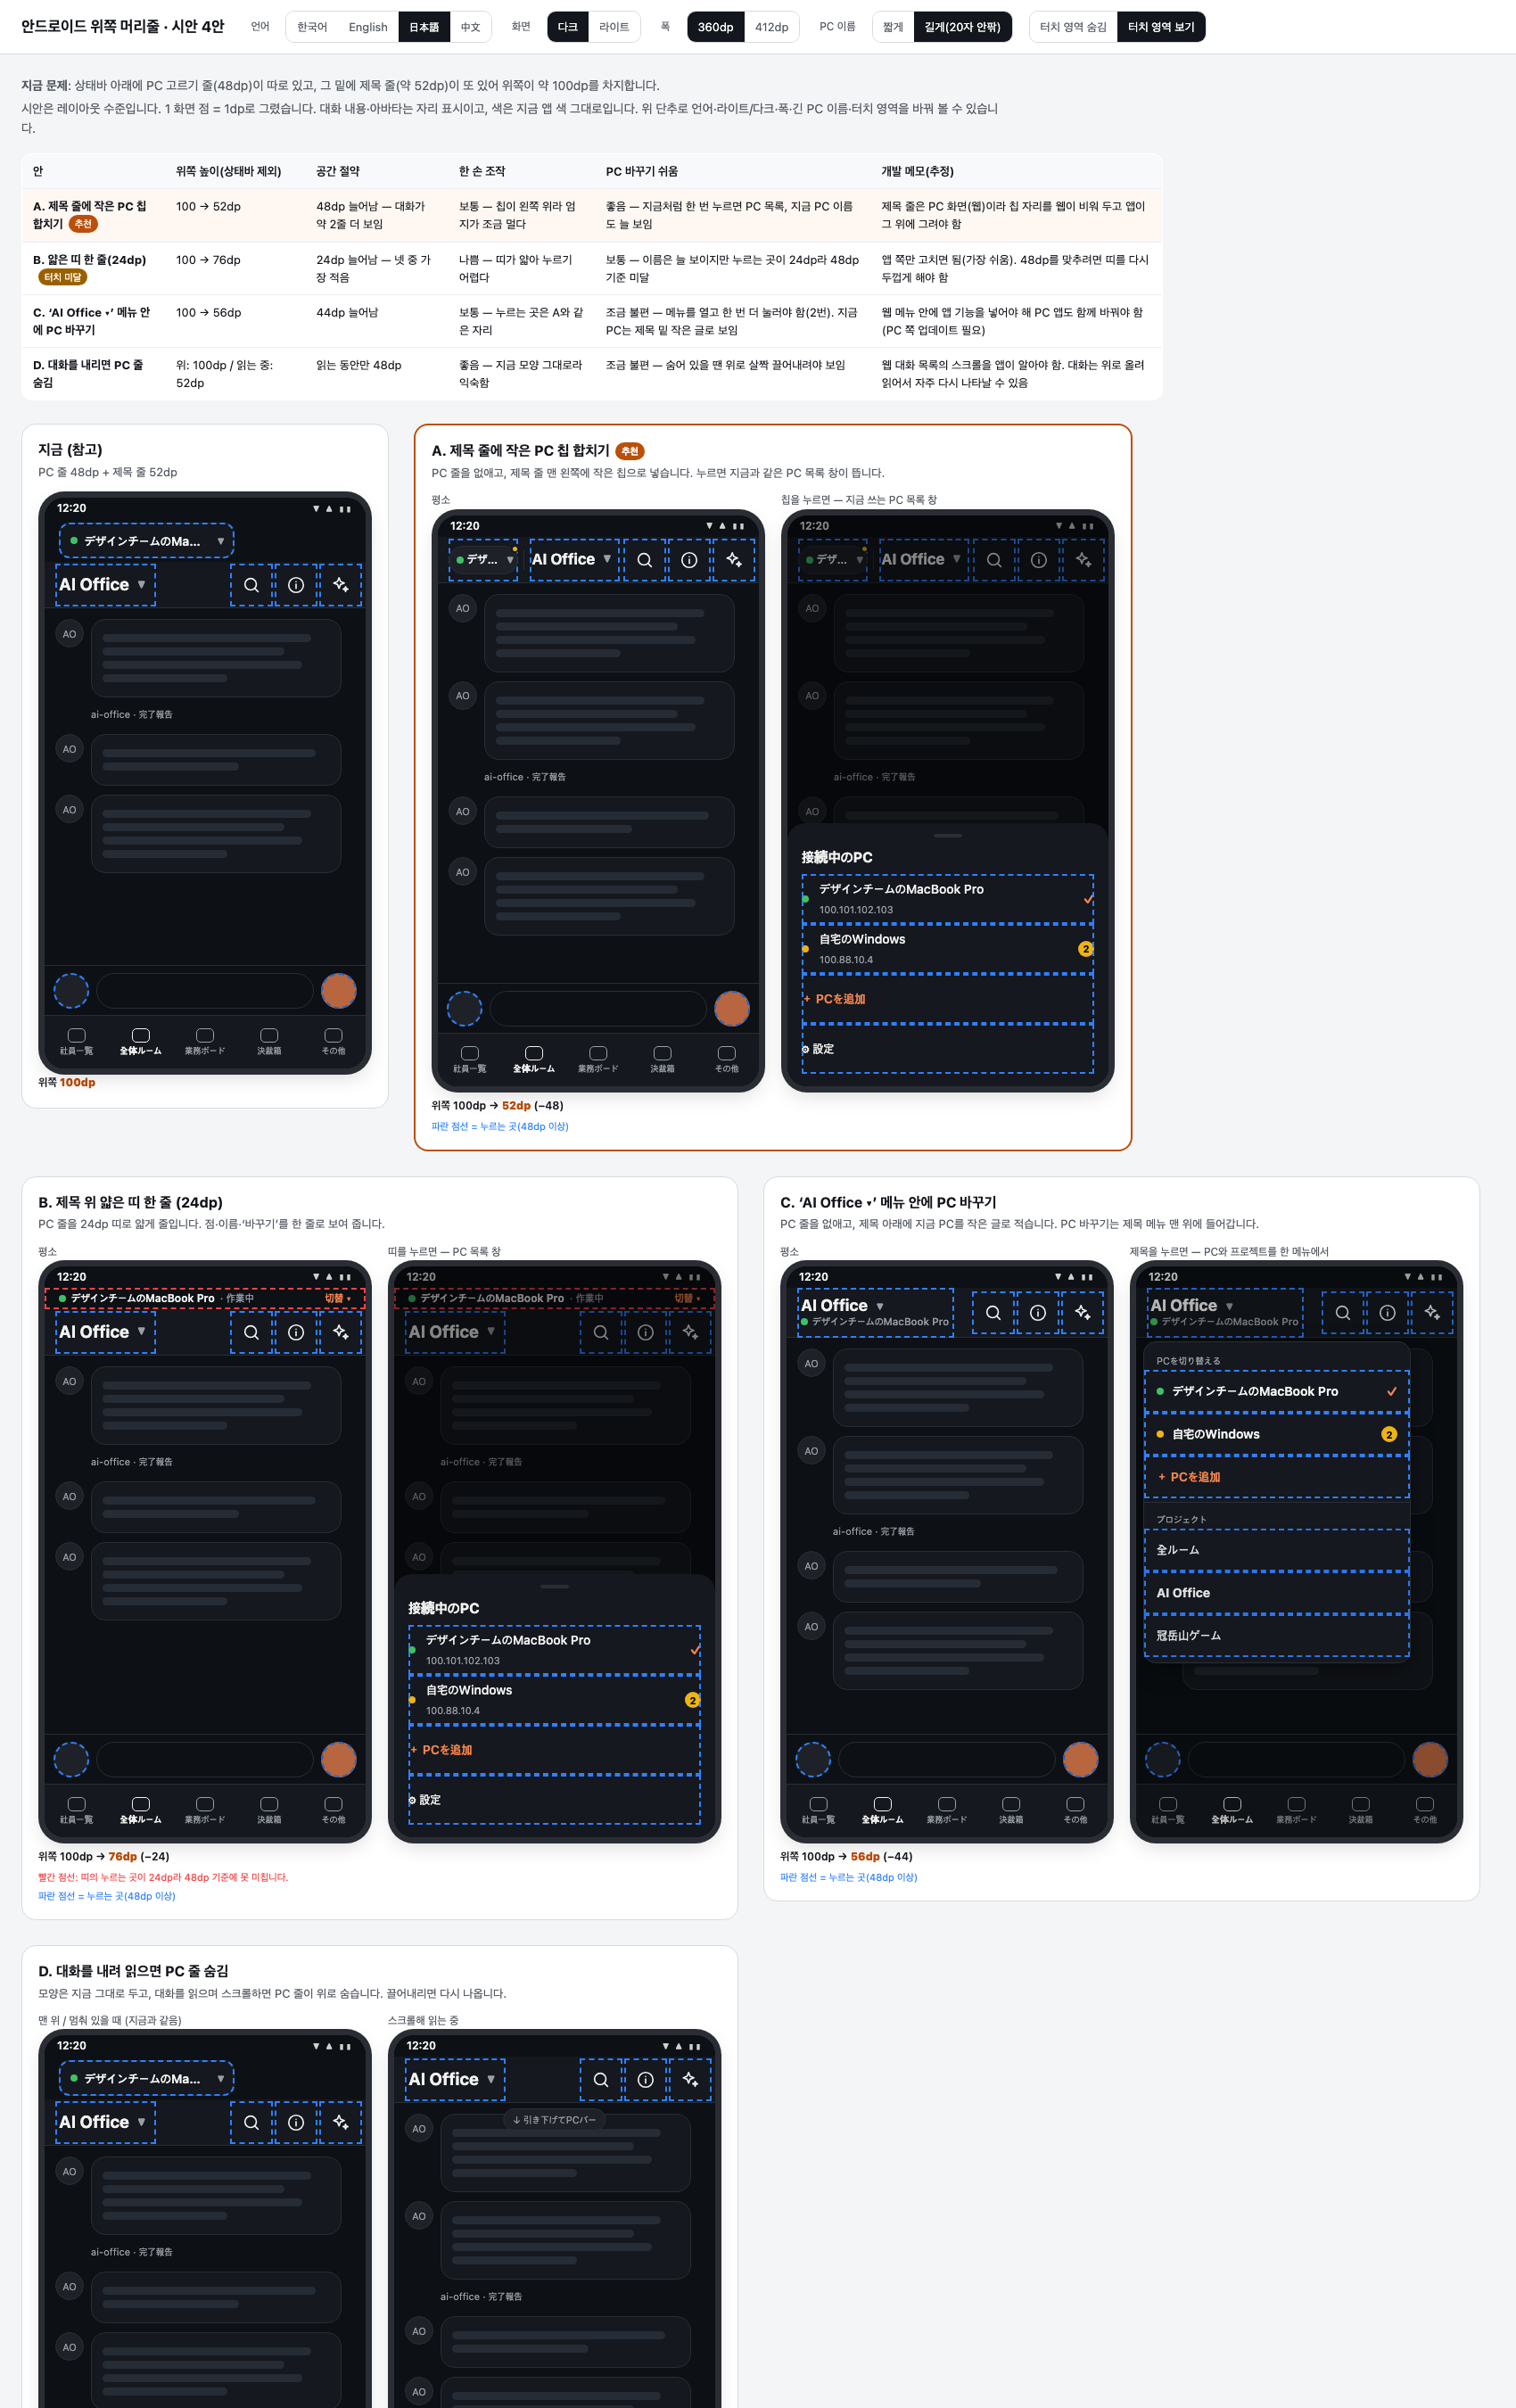 안드로이드 위쪽 머리줄 · 시안 4안
언어
한국어
English
日本語
中文
화면
다크
라이트
폭
360dp
412dp
PC 이름
짧게
길게(20자 안팎)
터치 영역 숨김
터치 영역 보기
지금 문제: 상태바 아래에 PC 고르기 줄(48dp)이 따로 있고, 그 밑에 제목 줄(약 52dp)이 또 있어 위쪽이 약 100dp를 차지합니다.
시안은 레이아웃 수준입니다. 1 화면 점 = 1dp로 그렸습니다. 대화 내용·아바타는 자리 표시이고, 색은 지금 앱 색 그대로입니다. 위 단추로 언어·라이트/다크·폭·긴 PC 이름·터치 영역을 바꿔 볼 수 있습니
다.
안
위쪽 높이(상태바 제외)
공간 절약
한 손 조작
PC 바꾸기 쉬움
개발 메모(추정)
A. 제목 줄에 작은 PC 칩
합치기 추천
100 → 52dp
48dp 늘어남 — 대화가
약 2줄 더 보임
보통 — 칩이 왼쪽 위라 엄
지가 조금 멀다
좋음 — 지금처럼 한 번 누르면 PC 목록, 지금 PC 이름
도 늘 보임
제목 줄은 PC 화면(웹)이라 칩 자리를 웹이 비워 두고 앱이
그 위에 그려야 함
B. 얇은 띠 한 줄(24dp)
터치 미달
100 → 76dp
24dp 늘어남 — 넷 중 가
장 적음
나쁨 — 띠가 얇아 누르기
어렵다
보통 — 이름은 늘 보이지만 누르는 곳이 24dp라 48dp
기준 미달
앱 쪽만 고치면 됨(가장 쉬움). 48dp를 맞추려면 띠를 다시
두껍게 해야 함
C. ‘AI Office ▾’ 메뉴 안
에 PC 바꾸기
100 → 56dp
44dp 늘어남
보통 — 누르는 곳은 A와 같
은 자리
조금 불편 — 메뉴를 열고 한 번 더 눌러야 함(2번). 지금
PC는 제목 밑 작은 글로 보임
웹 메뉴 안에 앱 기능을 넣어야 해 PC 앱도 함께 바꿔야 함
(PC 쪽 업데이트 필요)
D. 대화를 내리면 PC 줄
숨김
위: 100dp / 읽는 중:
52dp
읽는 동안만 48dp
좋음 — 지금 모양 그대로라
익숙함
조금 불편 — 숨어 있을 땐 위로 살짝 끌어내려야 보임
웹 대화 목록의 스크롤을 앱이 알아야 함. 대화는 위로 올려
읽어서 자주 다시 나타날 수 있음
지금 (참고)
PC 줄 48dp + 제목 줄 52dp
12:20
デザインチームのMa... ▾
AI Office ▾
AO
ai-office · 完了報告
AO
AO
社員一覧
全体ルーム
業務ボード
決裁箱
その他
위쪽 100dp
A. 제목 줄에 작은 PC 칩 합치기 추천
PC 줄을 없애고, 제목 줄 맨 왼쪽에 작은 칩으로 넣습니다. 누르면 지금과 같은 PC 목록 창이 뜹니다.
평소
12:20
デザ... ▾
AI Office ▾
AO
AO
ai-office · 完了報告
AO
AO
社員一覧
全体ルーム
業務ボード
決裁箱
その他
칩을 누르면 — 지금 쓰는 PC 목록 창
12:20
デザ... ▾
AI Office ▾
AO
AO
ai-office · 完了報告
AO
接続中のPC
デザインチームのMacBook Pro ✓
100.101.102.103
自宅のWindows
2
100.88.10.4
+ PCを追加
⚙ 設定
위쪽 100dp → 52dp (−48)
파란 점선 = 누르는 곳(48dp 이상)
B. 제목 위 얇은 띠 한 줄 (24dp)
PC 줄을 24dp 띠로 얇게 줄입니다. 점·이름·‘바꾸기’를 한 줄로 보여 줍니다.
평소
12:20
デザインチームのMacBook Pro · 作業中
切替 ▾
AI Office ▾
AO
ai-office · 完了報告
AO
AO
社員一覧
全体ルーム
業務ボード
決裁箱
その他
띠를 누르면 — PC 목록 창
12:20
デザインチームのMacBook Pro · 作業中
切替 ▾
AI Office ▾
AO
ai-office · 完了報告
AO
AO
接続中のPC
デザインチームのMacBook Pro ✓
100.101.102.103
自宅のWindows
2
100.88.10.4
+ PCを追加
⚙ 設定
위쪽 100dp → 76dp (−24)
빨간 점선: 띠의 누르는 곳이 24dp라 48dp 기준에 못 미칩니다.
파란 점선 = 누르는 곳(48dp 이상)
C. ‘AI Office ▾’ 메뉴 안에 PC 바꾸기
PC 줄을 없애고, 제목 아래에 지금 PC를 작은 글로 적습니다. PC 바꾸기는 제목 메뉴 맨 위에 들어갑니다.
평소
12:20
AI Office ▾
デザインチームのMacBook Pro
AO
AO
ai-office · 完了報告
AO
AO
社員一覧
全体ルーム
業務ボード
決裁箱
その他
제목을 누르면 — PC와 프로젝트를 한 메뉴에서
12:20
AI Office ▾
デザインチームのMacBook Pro
PCを切り替える
デザインチームのMacBook Pro ✓
自宅のWindows
2
+ PCを追加
プロジェクト
全ルーム
AI Office
冠岳山ゲーム
社員一覧
全体ルーム
業務ボード
決裁箱
その他
위쪽 100dp → 56dp (−44)
파란 점선 = 누르는 곳(48dp 이상)
D. 대화를 내려 읽으면 PC 줄 숨김
모양은 지금 그대로 두고, 대화를 읽으며 스크롤하면 PC 줄이 위로 숨습니다. 끌어내리면 다시 나옵니다.
맨 위 / 멈춰 있을 때 (지금과 같음)
12:20
デザインチームのMa... ▾
AI Office ▾
AO
ai-office · 完了報告
AO
AO
스크롤해 읽는 중
12:20
AI Office ▾
↓ 引き下げてPCバー
AO
AO
ai-office · 完了報告
AO
AO